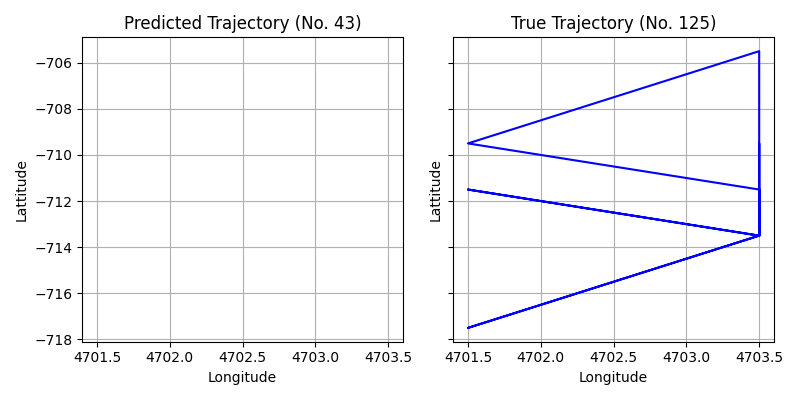 Predicted Trajectory (No. 43)
−706
−708
−710
−712
−714
−716
−718
Lattitude
4701.5 4702.0 4702.5 4703.0 4703.5
Longitude
True Trajectory (No. 125)
Lattitude
4701.5 4702.0 4702.5 4703.0 4703.5
Longitude